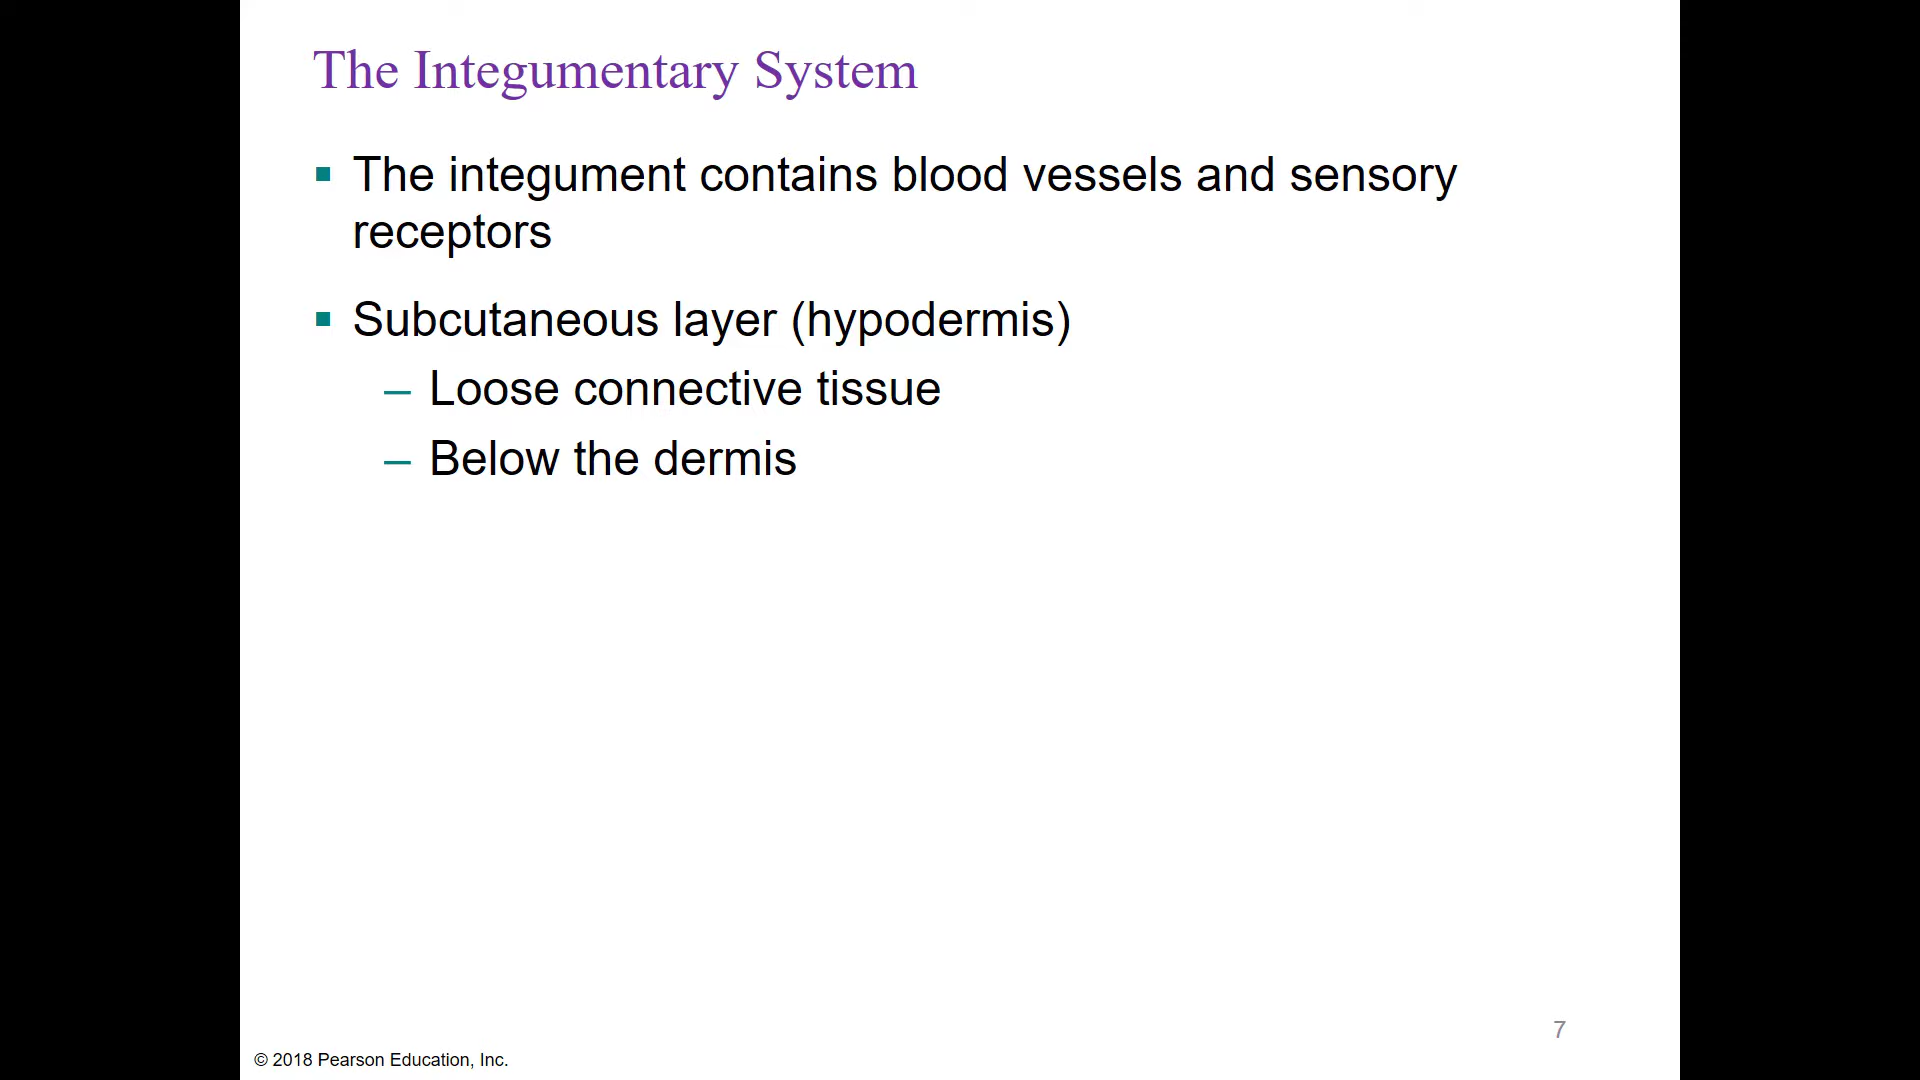 The Integumentary System
▪ The integument contains blood vessels and sensory
receptors
▪ Subcutaneous layer (hypodermis)
– Loose connective tissue
– Below the dermis
7
© 2018 Pearson Education, Inc.